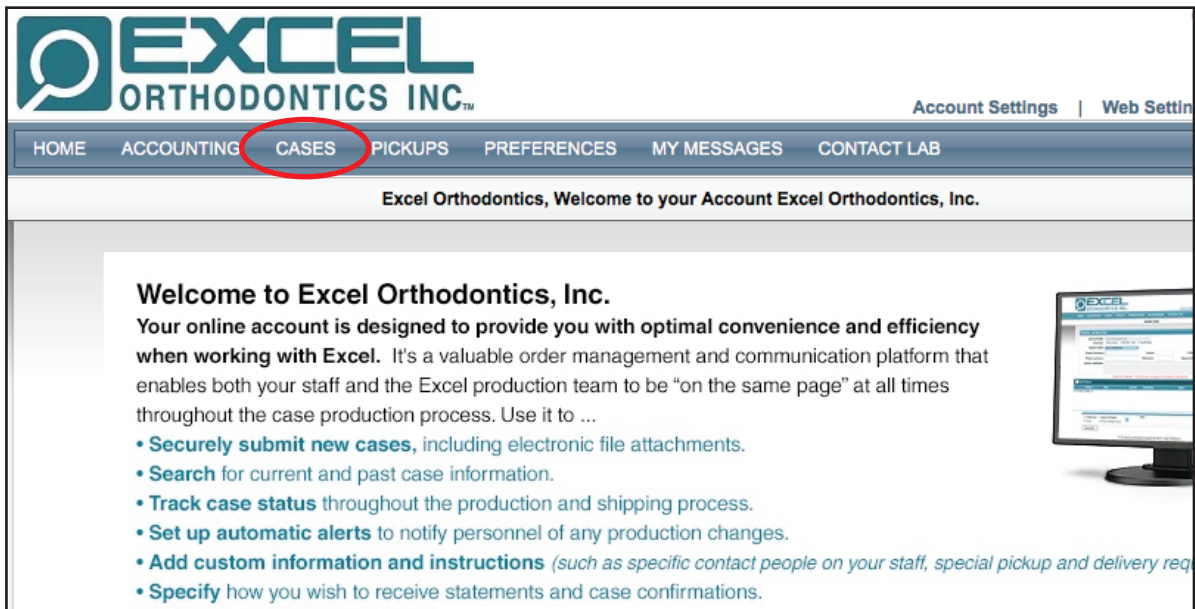 EXCEL
ORTHODONTICS INC.™
Account Settings | Web Settin
HOME ACCOUNTING CASES PICKUPS PREFERENCES MY MESSAGES CONTACT LAB
Excel Orthodontics, Welcome to your Account Excel Orthodontics, Inc.
Welcome to Excel Orthodontics, Inc.
Your online account is designed to provide you with optimal convenience and efficiency
when working with Excel. It's a valuable order management and communication platform that
enables both your staff and the Excel production team to be “on the same page” at all times
throughout the case production process. Use it to ...
• Securely submit new cases, including electronic file attachments.
• Search for current and past case information.
• Track case status throughout the production and shipping process.
• Set up automatic alerts to notify personnel of any production changes.
• Add custom information and instructions (such as specific contact people on your staff, special pickup and delivery req
• Specify how you wish to receive statements and case confirmations.
EXCEL